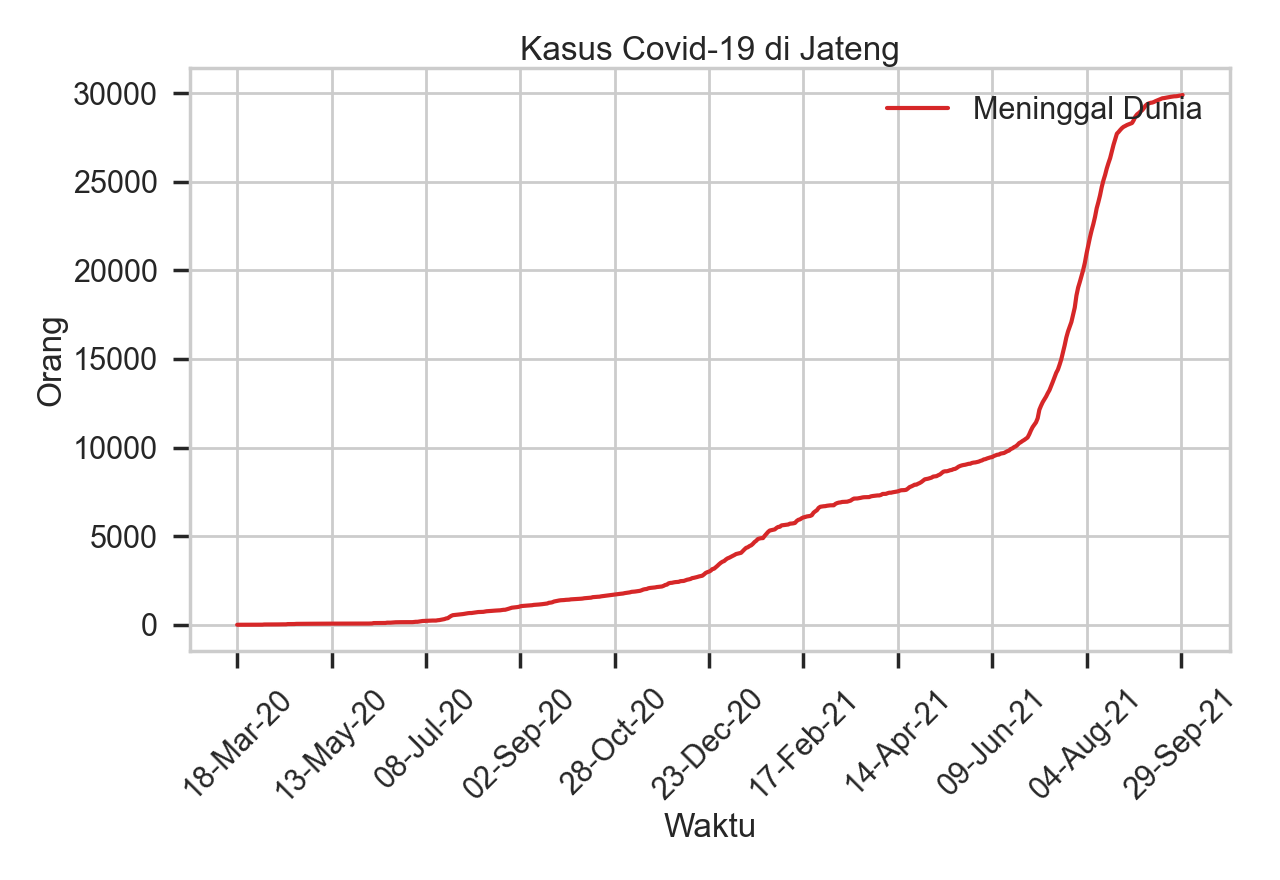 Kasus Covid-19 di Jateng
Meninggal Dunia
30000
25000
20000
15000
10000
5000
0
Orang
18-Mar-20
13-May-20
08-Jul-20
02-Sep-20
28-Oct-20
23-Dec-20
17-Feb-21
14-Apr-21
09-Jun-21
04-Aug-21
29-Sep-21
Waktu